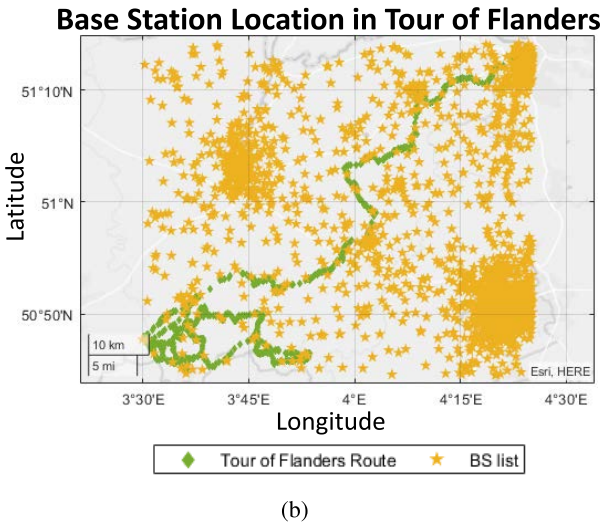 Base Station Location in Tour of Flanders
51°10'N
51°N
50°50'N
Latitude
10 km
5 mi
Esri, HERE
3°30'E 3°45'E 4°E 4°15'E 4°30'E
Longitude
Tour of Flanders Route BS list
(b)